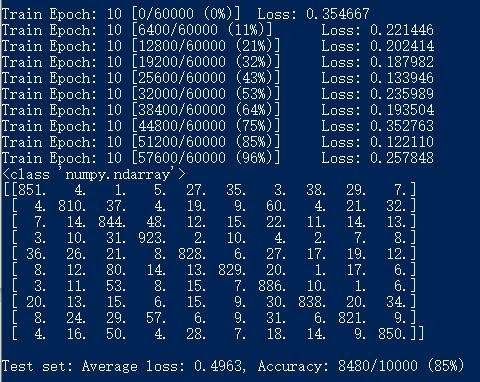 Train Epoch: 10 [0/60000 (0%)] Loss: 0.354667
Train Epoch: 10 [6400/60000 (11%)] Loss: 0.221446
Train Epoch: 10 [12800/60000 (21%)] Loss: 0.202414
Train Epoch: 10 [19200/60000 (32%)] Loss: 0.187982
Train Epoch: 10 [25600/60000 (43%)] Loss: 0.133946
Train Epoch: 10 [32000/60000 (53%)] Loss: 0.235989
Train Epoch: 10 [38400/60000 (64%)] Loss: 0.193504
Train Epoch: 10 [44800/60000 (75%)] Loss: 0.352763
Train Epoch: 10 [51200/60000 (85%)] Loss: 0.122110
Train Epoch: 10 [57600/60000 (96%)] Loss: 0.257848
<class 'numpy.ndarray'>
[[851. 4. 1. 5. 27. 35. 3. 38. 29. 7.]
[ 4. 810. 37. 4. 19. 9. 60. 4. 21. 32.]
[ 7. 14. 844. 48. 12. 15. 22. 11. 14. 13.]
[ 3. 10. 31. 923. 2. 10. 4. 2. 7. 8.]
[ 36. 26. 21. 8. 828. 6. 27. 17. 19. 12.]
[ 8. 12. 80. 14. 13. 829. 20. 1. 17. 6.]
[ 3. 11. 53. 8. 15. 7. 886. 10. 1. 6.]
[ 20. 13. 15. 6. 15. 9. 30. 838. 20. 34.]
[ 8. 24. 29. 57. 6. 9. 31. 6. 821. 9.]
[ 4. 16. 50. 4. 28. 7. 18. 14. 9. 850.]]
Test set: Average loss: 0.4963, Accuracy: 8480/10000 (85%)